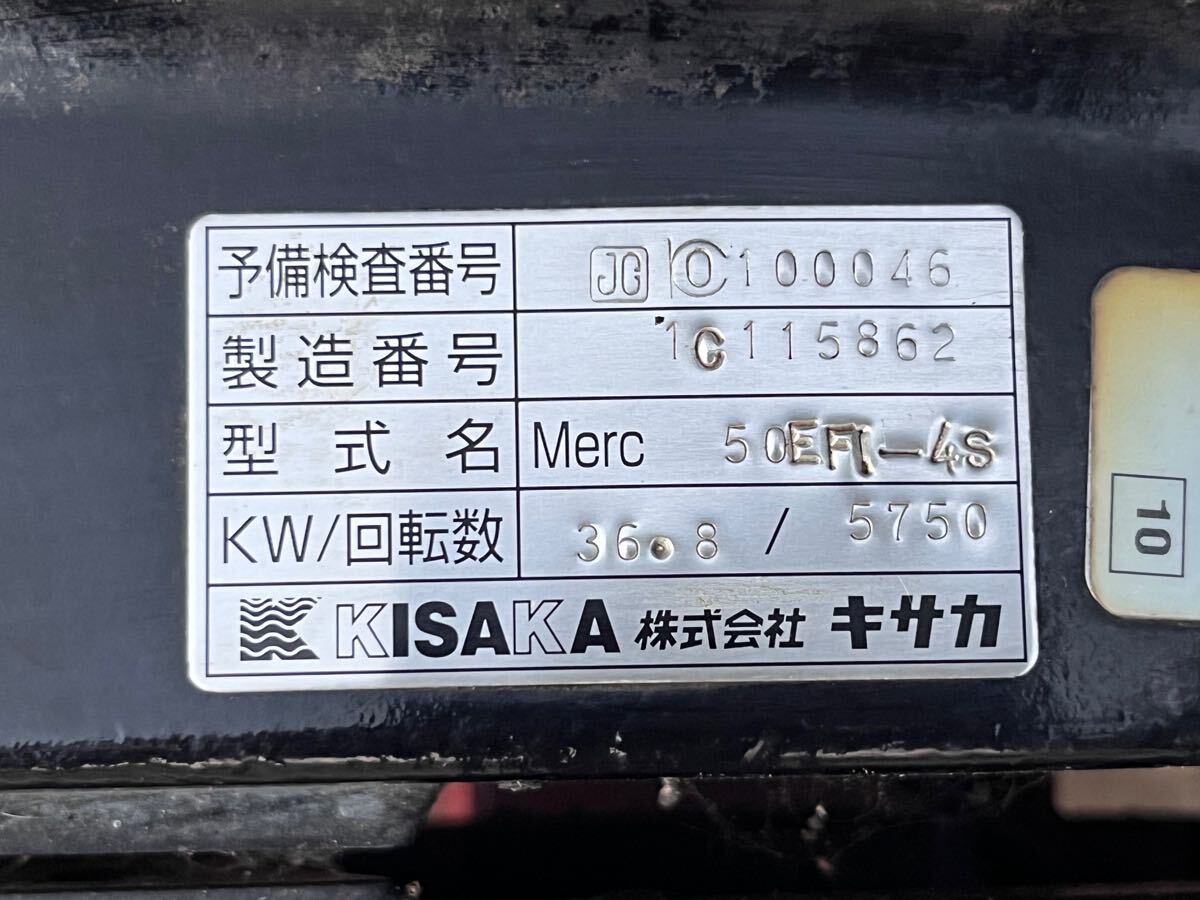 予備検査番号 JG Ⓞ100046
製造番号 1C115862
型式名 Merc 50EFI-4S
KW/回転数 36.8 / 5750
KISAKA 株式会社 キサカ
10